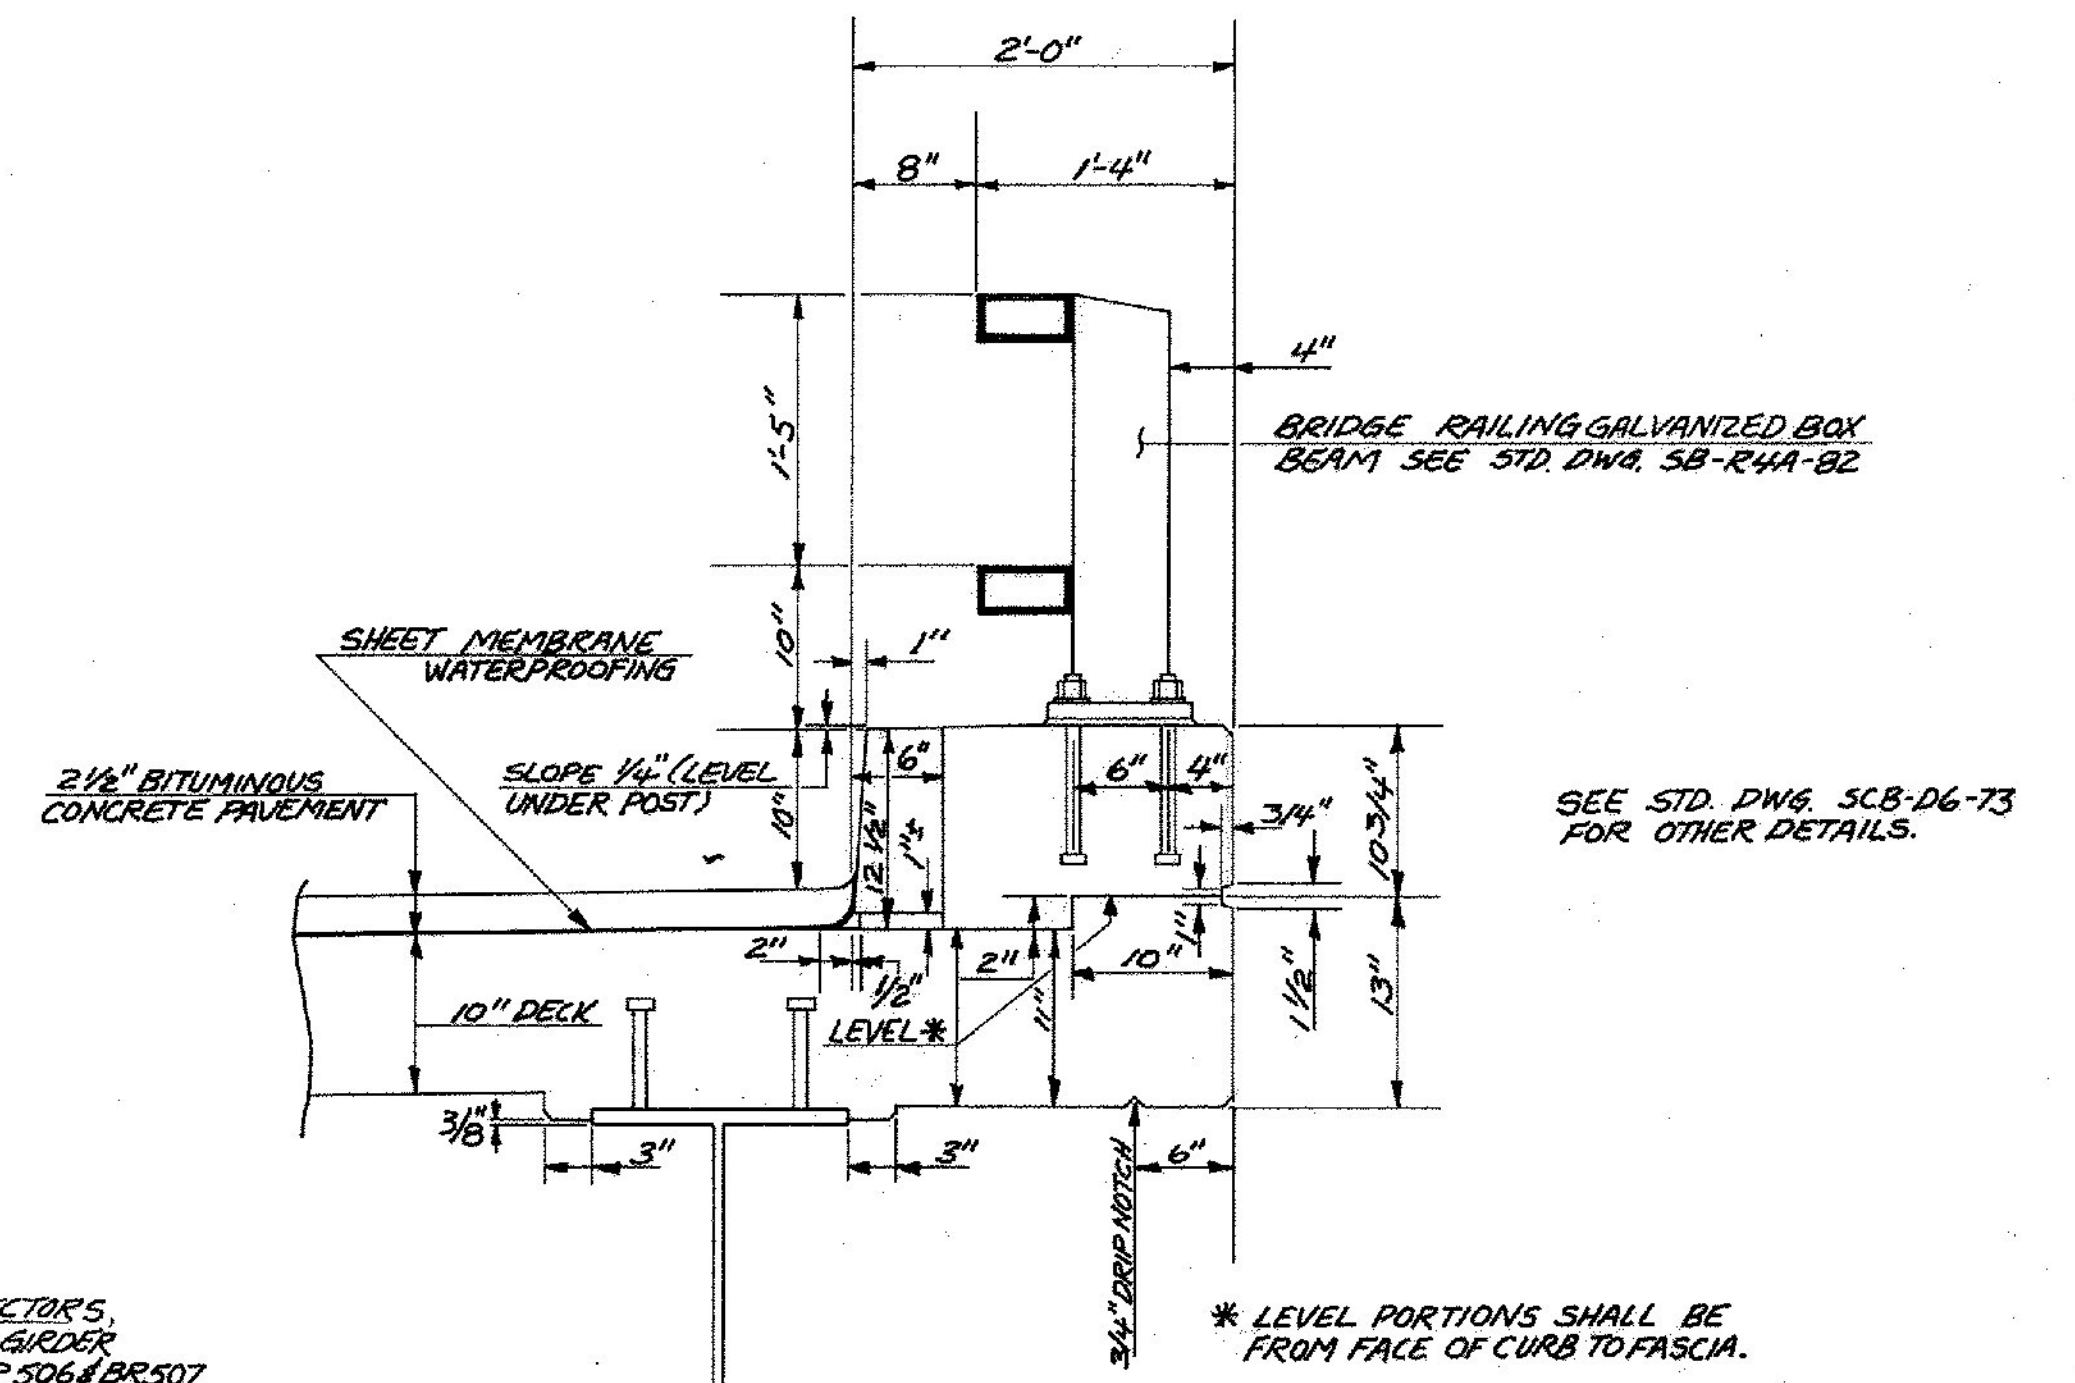 2'-0"
8"
1'-4"
4"
1'-5"
BRIDGE RAILING GALVANIZED BOX
BEAM SEE STD. DWG. SB-R4A-82
10"
SHEET MEMBRANE
WATERPROOFING
1"
2 1/2" BITUMINOUS
CONCRETE PAVEMENT
SLOPE 1/4" (LEVEL
UNDER POST)
10"
6"
12 1/2"
1"±
6"
4"
3/4"
10 3/4"
SEE STD. DWG. SCB-D6-73
FOR OTHER DETAILS.
2"
1/2"
2"
10"
1"
1 1/2"
13"
10" DECK
LEVEL *
11"
3/8"
3"
3"
3/4" DRIP NOTCH
6"
CTORS,
GIRDER
506 & BR507
* LEVEL PORTIONS SHALL BE
FROM FACE OF CURB TO FASCIA.